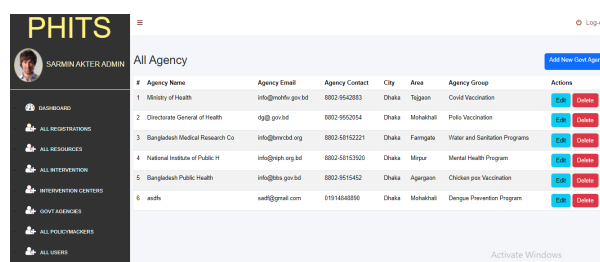 PHITS
SARMIN AKTER ADMIN
DASHBOARD
ALL REGISTRATIONS
ALL RESOURCES
ALL INTERVENTION
INTERVENTION CENTERS
GOVT AGENCIES
ALL POLICYMACKERS
ALL USERS
Log-
All Agency
Add New Govt Agen
# Agency Name Agency Email Agency Contact City Area Agency Group Actions
1 Ministry of Health info@mohfw.gov.bd 8802-9542883 Dhaka Tejgaon Covid Vaccination Edit Delete
2 Directorate General of Health dg@.gov.bd 8802-9552054 Dhaka Mohakhali Polio Vaccination Edit Delete
3 Bangladesh Medical Research Co info@bmrcbd.org 8802-58152221 Dhaka Farmgate Water and Sanitation Programs Edit Delete
4 National Institute of Public H info@niph.org.bd 8802-58153920 Dhaka Mirpur Mental Health Program Edit Delete
5 Bangladesh Public Health info@bbs.gov.bd 8802-9515452 Dhaka Agargaon Chicken pox Vaccination Edit Delete
6 asdfs sadf@gmail.com 01914848890 Dhaka Mohakhali Dengue Prevention Program Edit Delete
Activate Windows